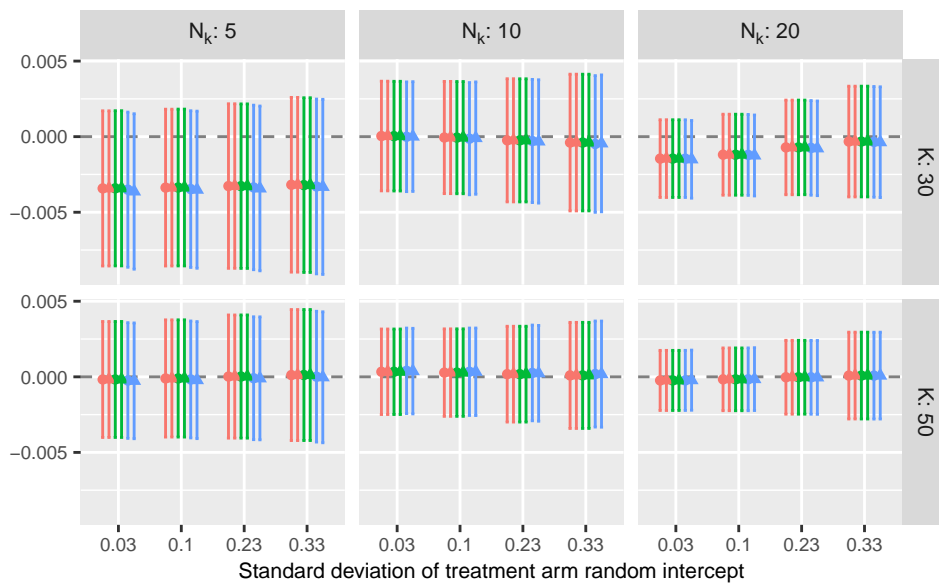 N_k: 5 N_k: 10 N_k: 20
0.005
0.000
−0.005
K: 30
0.005
0.000
−0.005
K: 50
0.03 0.1 0.23 0.33 0.03 0.1 0.23 0.33 0.03 0.1 0.23 0.33
Standard deviation of treatment arm random intercept